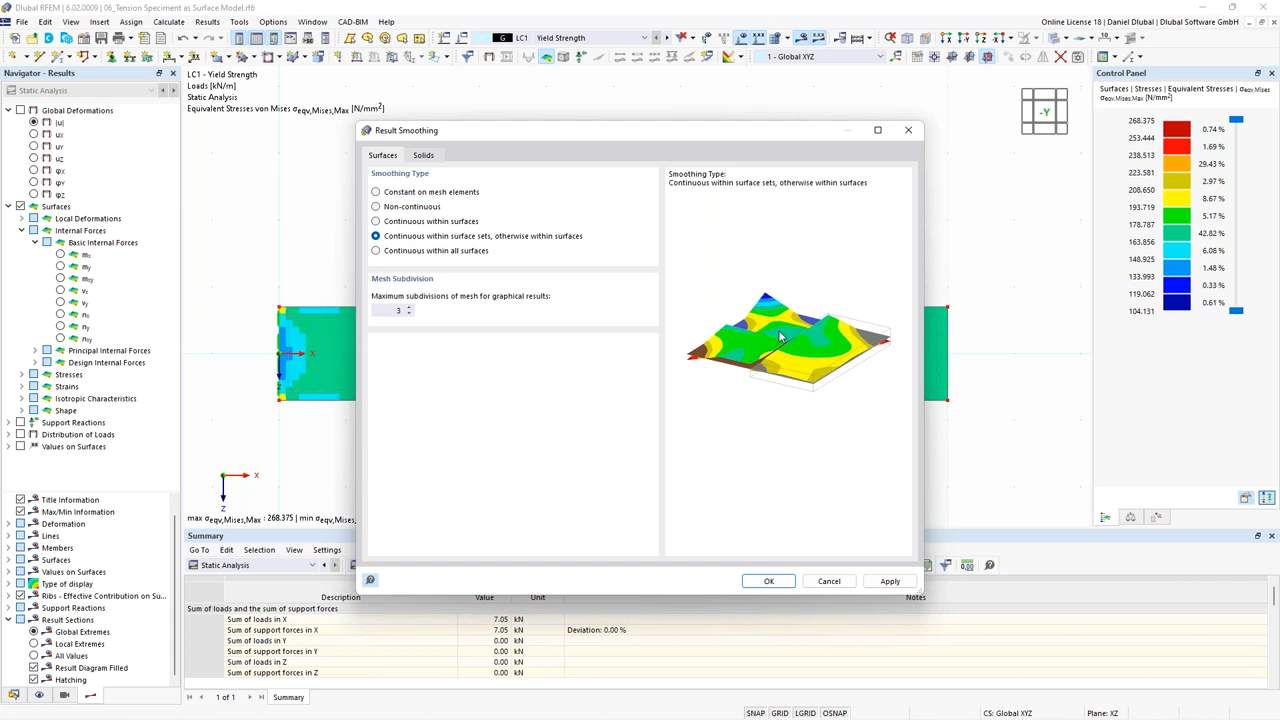 Dlubal RFEM | 6.02.0009 | 06_Tension Speciment as Surface Model.rf6
File Edit View Insert Assign Calculate Results Tools Options Window CAD-BIM Help
Online License 18 | Daniel Dlubal | Dlubal Software GmbH
G LC1 Yield Strength
1 - Global XYZ
Navigator - Results
Static Analysis
Global Deformations
|u|
uX
uY
uZ
φX
φY
φZ
Surfaces
Local Deformations
Internal Forces
Basic Internal Forces
mx
my
mxy
vx
vy
nx
ny
nxy
Principal Internal Forces
Design Internal Forces
Stresses
Strains
Isotropic Characteristics
Shape
Support Reactions
Distribution of Loads
Values on Surfaces
Title Information
Max/Min Information
Deformation
Lines
Members
Surfaces
Values on Surfaces
Type of display
Ribs - Effective Contribution on Su...
Support Reactions
Result Sections
Global Extremes
Local Extremes
All Values
Result Diagram Filled
Hatching
LC1 - Yield Strength
Loads [kN/m]
Static Analysis
Equivalent Stresses von Mises σeqv,Mises,Max [N/mm²]
-Y
X
X
Z
max σeqv,Mises,Max : 268.375 | min σeqv,Mises,
Result Smoothing
Surfaces Solids
Smoothing Type
Constant on mesh elements
Non-continuous
Continuous within surfaces
Continuous within surface sets, otherwise within surfaces
Continuous within all surfaces
Mesh Subdivision
Maximum subdivisions of mesh for graphical results:
3
Smoothing Type:
Continuous within surface sets, otherwise within surfaces
OK Cancel Apply
Control Panel
Surfaces | Stresses | Equivalent Stresses | σeqv,
σeqv,Mises,Max [N/mm²]
268.375
0.74 %
253.444
1.69 %
238.513
29.43 %
223.581
2.97 %
208.650
8.67 %
193.719
5.17 %
178.787
42.82 %
163.856
6.08 %
148.925
1.48 %
133.993
0.33 %
119.062
0.61 %
104.131
Summary
Go To Edit Selection View Settings
Static Analysis
Description Value Unit Notes
Sum of loads and the sum of support forces
Sum of loads in X 7.05 kN
Sum of support forces in X 7.05 kN Deviation: 0.00 %
Sum of loads in Y 0.00 kN
Sum of support forces in Y 0.00 kN
Sum of loads in Z 0.00 kN
Sum of support forces in Z 0.00 kN
1 of 1 Summary
SNAP GRID LGRID OSNAP CS: Global XYZ Plane: XZ